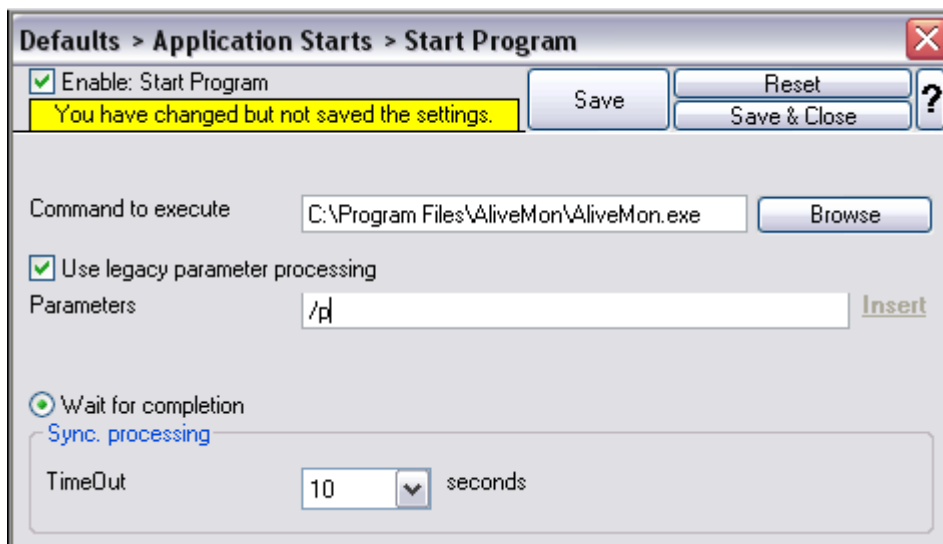 Defaults > Application Starts > Start Program
Enable: Start Program
You have changed but not saved the settings.
Save
Reset
Save & Close
?
Command to execute
C:\Program Files\AliveMon\AliveMon.exe
Browse
Use legacy parameter processing
Parameters
/p
Insert
Wait for completion
Sync. processing
TimeOut
10
seconds